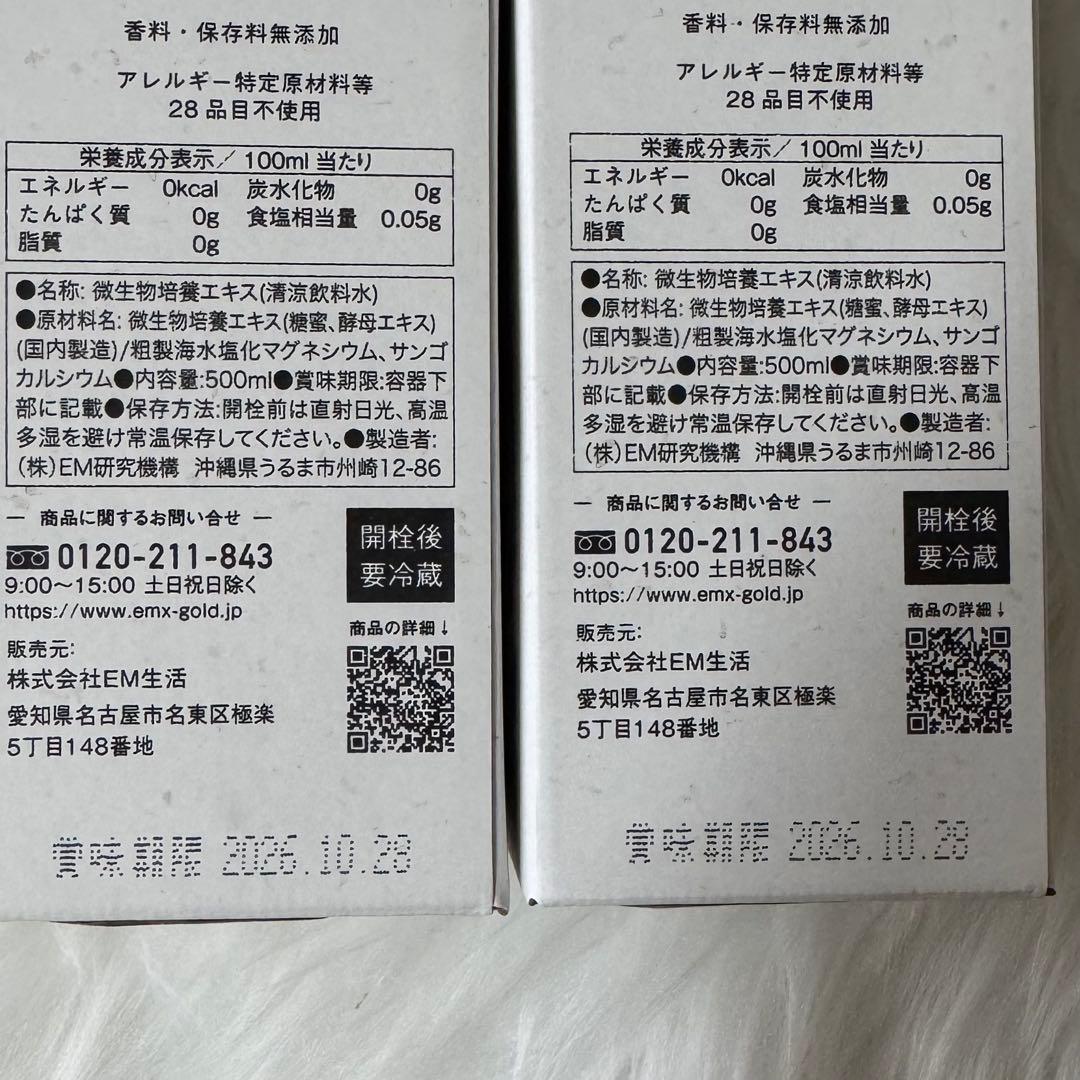 香料・保存料無添加
アレルギー特定原材料等
28品目不使用
栄養成分表示／100ml当たり
エネルギー 0kcal 炭水化物 0g
たんぱく質 0g 食塩相当量 0.05g
脂質 0g
●名称: 微生物培養エキス(清涼飲料水)
●原材料名: 微生物培養エキス(糖蜜、酵母エキス)
(国内製造)/粗製海水塩化マグネシウム、サンゴ
カルシウム●内容量:500ml●賞味期限:容器下
部に記載●保存方法:開栓前は直射日光、高温
多湿を避け常温保存してください。●製造者:
(株)EM研究機構 沖縄県うるま市州崎12-86
― 商品に関するお問い合せ ―
0120-211-843
9:00～15:00 土日祝日除く
https://www.emx-gold.jp
開栓後
要冷蔵
商品の詳細↓
販売元:
株式会社EM生活
愛知県名古屋市名東区極楽
5丁目148番地
賞味期限 2026.10.28
香料・保存料無添加
アレルギー特定原材料等
28品目不使用
栄養成分表示／100ml当たり
エネルギー 0kcal 炭水化物 0g
たんぱく質 0g 食塩相当量 0.05g
脂質 0g
●名称: 微生物培養エキス(清涼飲料水)
●原材料名: 微生物培養エキス(糖蜜、酵母エキス)
(国内製造)/粗製海水塩化マグネシウム、サンゴ
カルシウム●内容量:500ml●賞味期限:容器下
部に記載●保存方法:開栓前は直射日光、高温
多湿を避け常温保存してください。●製造者:
(株)EM研究機構 沖縄県うるま市州崎12-86
― 商品に関するお問い合せ ―
0120-211-843
9:00～15:00 土日祝日除く
https://www.emx-gold.jp
開栓後
要冷蔵
商品の詳細↓
販売元:
株式会社EM生活
愛知県名古屋市名東区極楽
5丁目148番地
賞味期限 2026.10.28